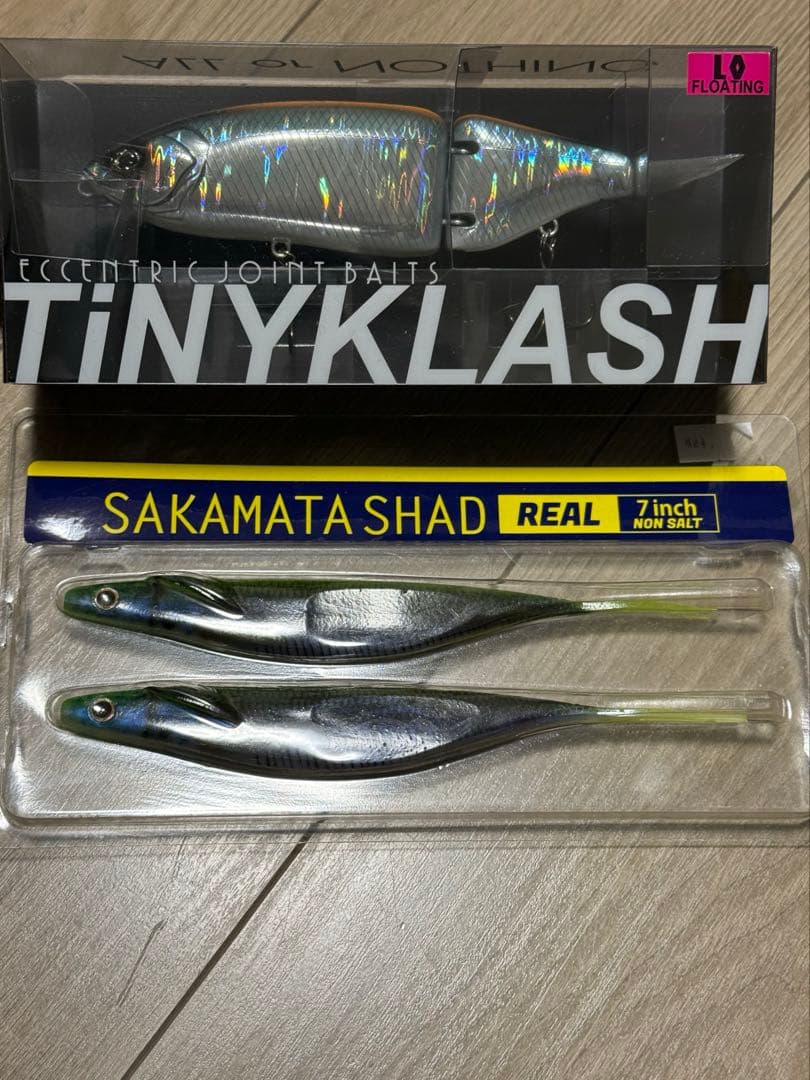 ALL OR NOTHING
LO
FLOATING
ECCENTRIC JOINT BAITS
TiNYKLASH
SAKAMATA SHAD REAL 7 inch
NON SALT